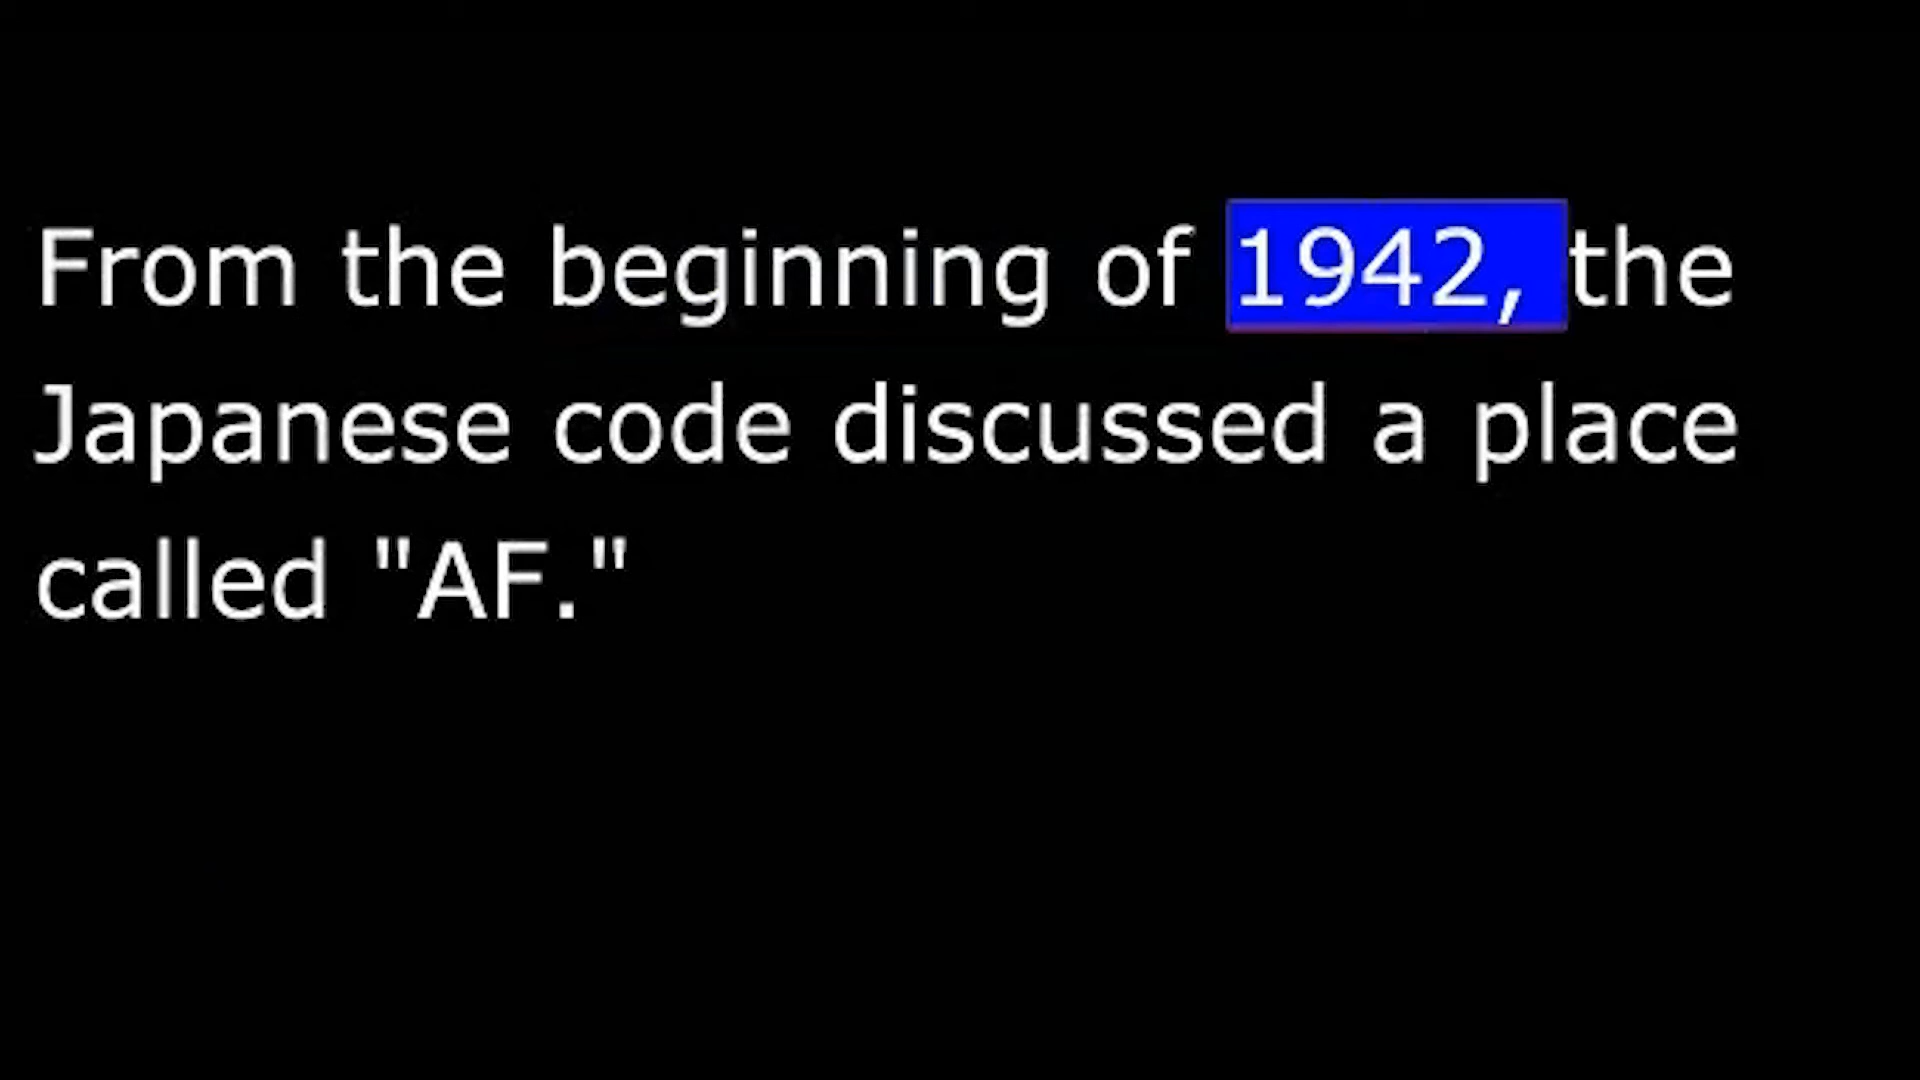 From the beginning of 1942, the
Japanese code discussed a place
called "AF."